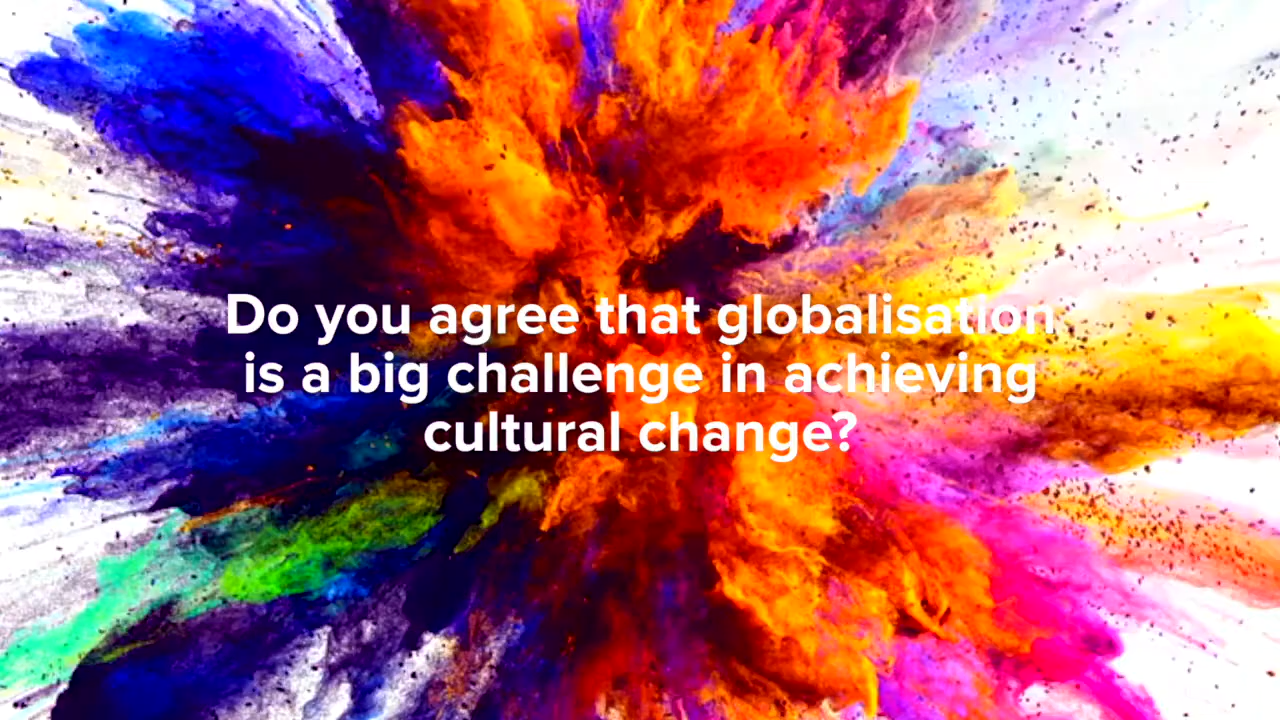 Do you agree that globalisation
is a big challenge in achieving
cultural change?